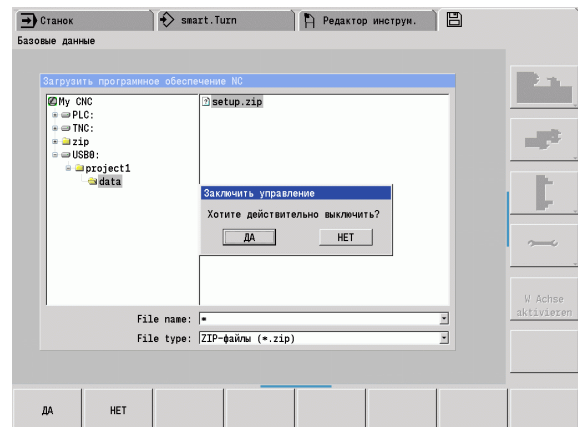 Станок smart.Turn Редактор инструм.
Базовые данные
Загрузить программное обеспечение NC
My CNC
PLC:
TNC:
zip
USB0:
project1
data
setup.zip
Заключить управление
Хотите действительно выключить?
ДА НЕТ
W Achse
aktivieren
File name: *
File type: ZIP-файлы (*.zip)
ДА НЕТ